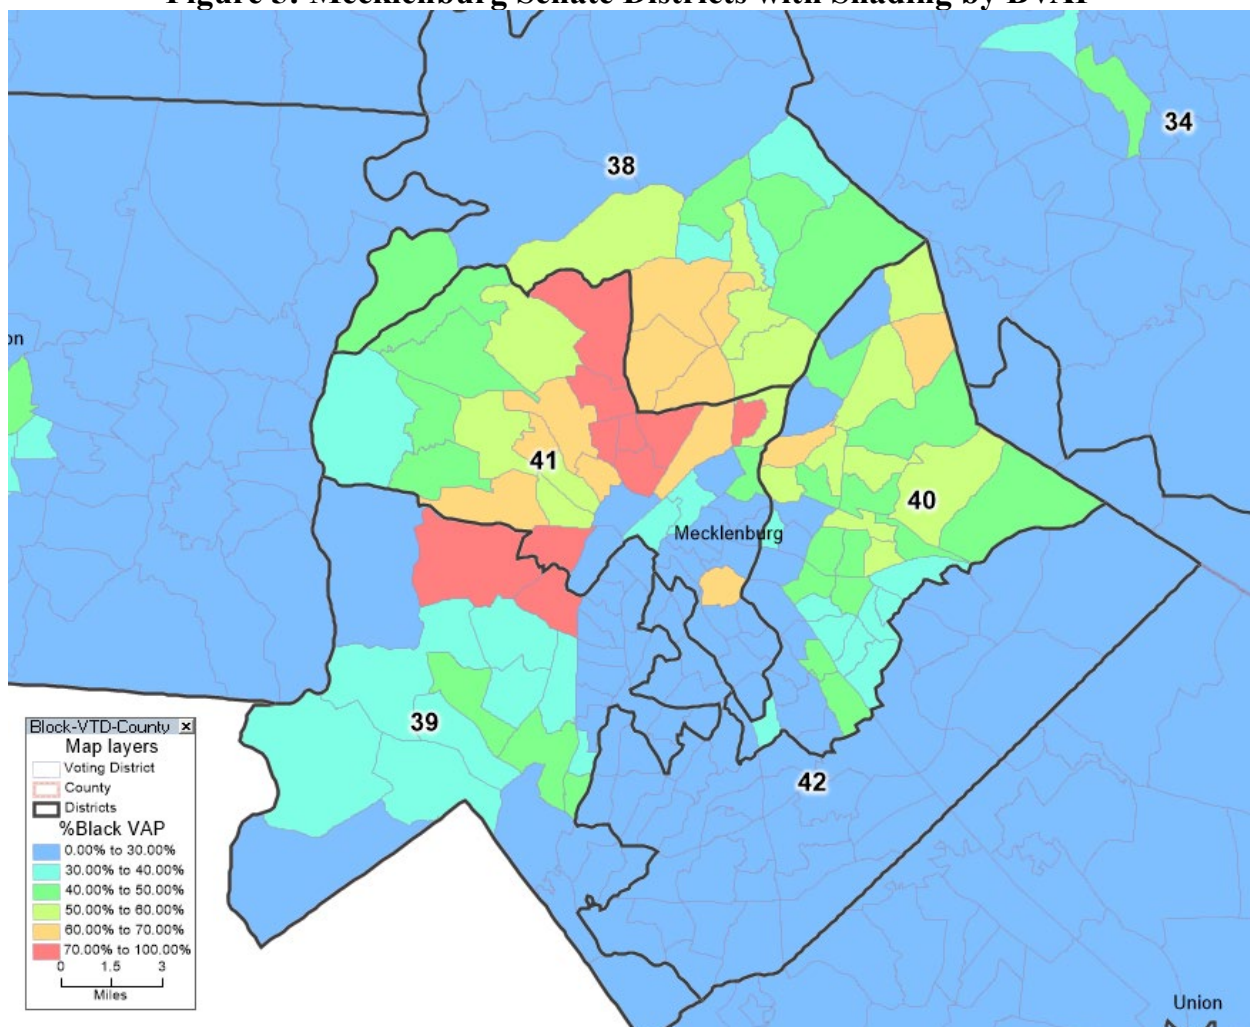 Figure 5: Mecklenburg Senate Districts with Shading by BVAP
34
38
on
41
40
Mecklenburg
39
42
Block-VTD-County x
Map layers
Voting District
County
Districts
%Black VAP
0.00% to 30.00%
30.00% to 40.00%
40.00% to 50.00%
50.00% to 60.00%
60.00% to 70.00%
70.00% to 100.00%
0 1.5 3
Miles
Union